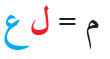 م = ل ع